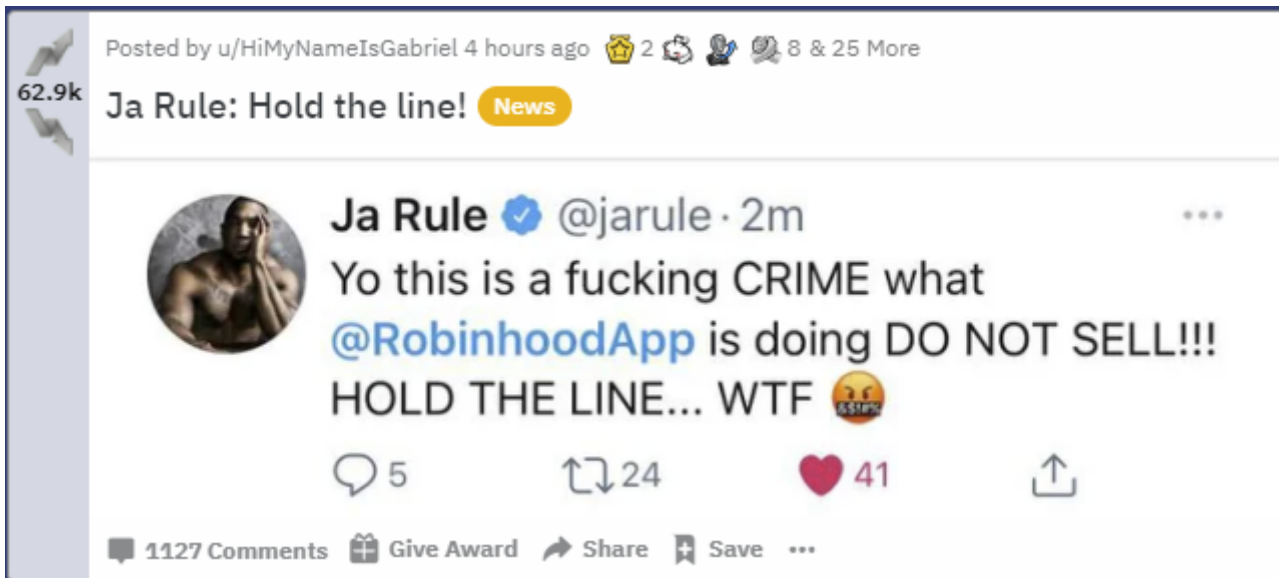 Posted by u/HiMyNameIsGabriel 4 hours ago 2 8 & 25 More
62.9k
Ja Rule: Hold the line! News
Ja Rule @jarule · 2m
Yo this is a fucking CRIME what
@RobinhoodApp is doing DO NOT SELL!!!
HOLD THE LINE... WTF 🤬
5 24 41
1127 Comments Give Award Share Save